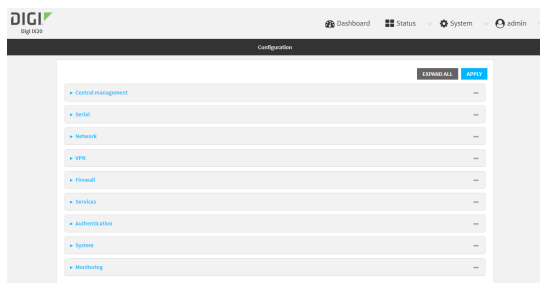 DIGI
Digi IX20
Dashboard
Status
System
admin
Configuration
EXPAND ALL
APPLY
Central management
Serial
Network
VPN
Firewall
Services
Authentication
System
Monitoring